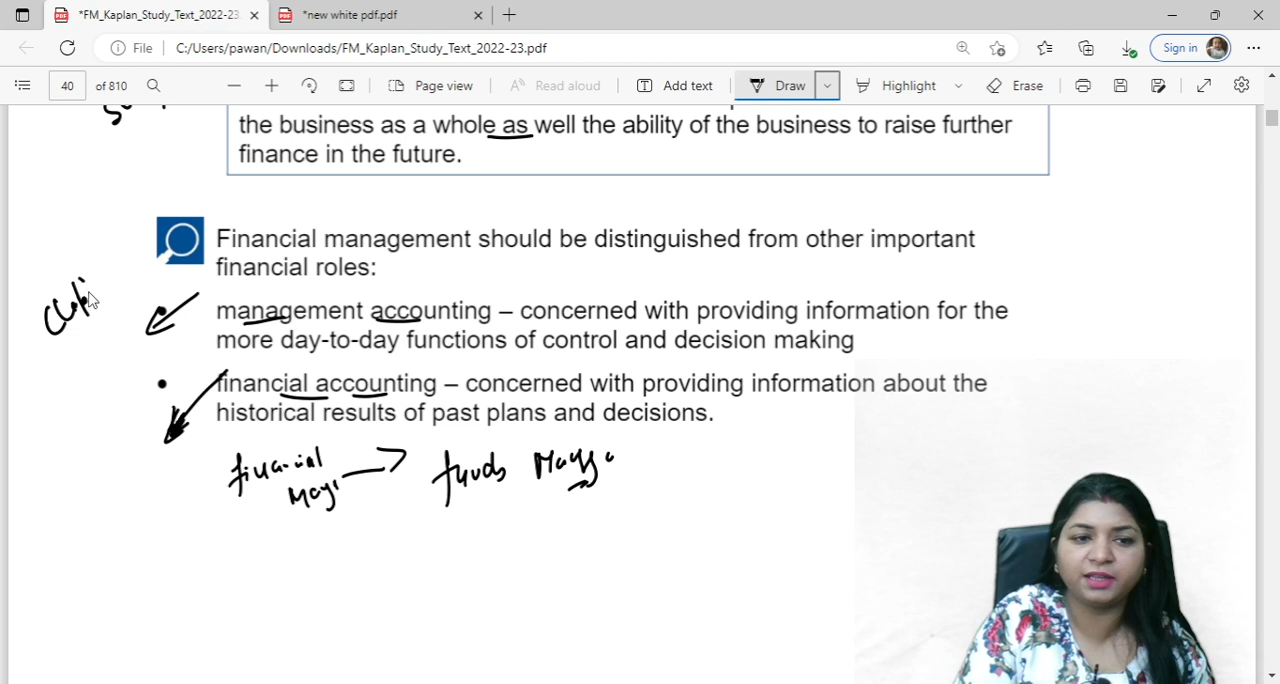 *FM_Kaplan_Study_Text_2022-23
*new white pdf.pdf
File
C:/Users/pawan/Downloads/FM_Kaplan_Study_Text_2022-23.pdf
Sign in
40 of 810
Page view
Read aloud
Add text
Draw
Highlight
Erase
the business as a whole as well the ability of the business to raise further
finance in the future.
Financial management should be distinguished from other important
financial roles:
• management accounting – concerned with providing information for the
more day-to-day functions of control and decision making
• financial accounting – concerned with providing information about the
historical results of past plans and decisions.
financial
funds